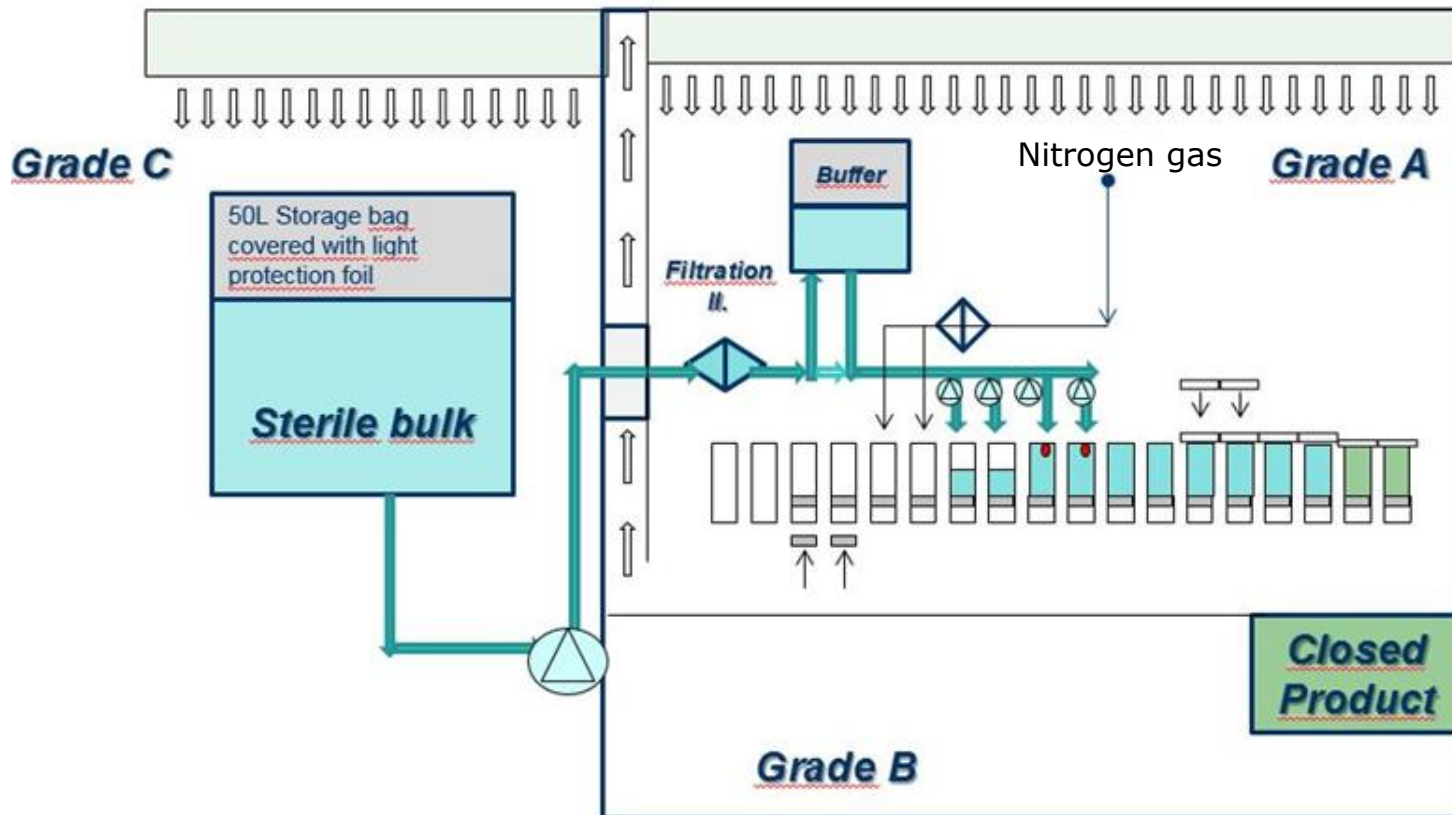 Grade C
50L Storage bag
covered with light
protection foil
Sterile bulk
Filtration
II.
Buffer
Nitrogen gas
Grade A
Closed
Product
Grade B